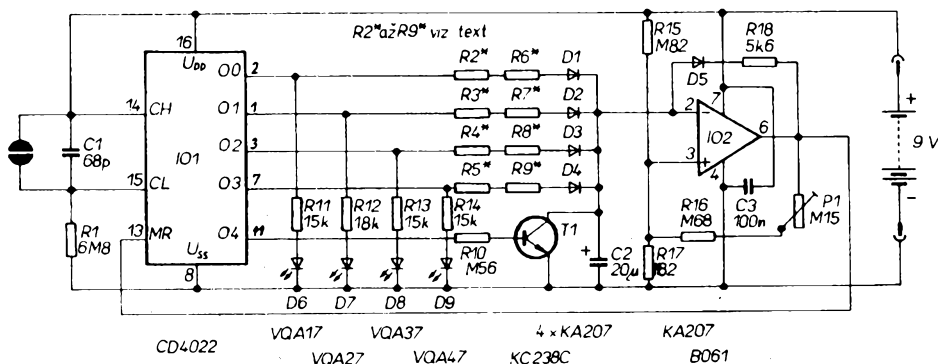 R2* až R9* viz text
16
U_DD
14
CH
IO1
15
CL
13
MR
U_SS
8
O0
2
O1
1
O2
3
O3
7
O4
11
C1
68p
R1
6M8
R2*
R6*
D1
R3*
R7*
D2
R4*
R8*
D3
R5*
R9*
D4
R11
15k
R12
18k
R13
15k
R14
15k
R10
M56
T1
C2
20µ
+
D6
D7
D8
D9
R15
M82
D5
R18
5k6
2
−
7
IO2
6
3
+
4
C3
100n
R16
M68
P1
M15
R17
+
9 V
−
VQA17
VQA37
4 × KA207
KA207
CD4022
VQA27
VQA47
KC238C
B061